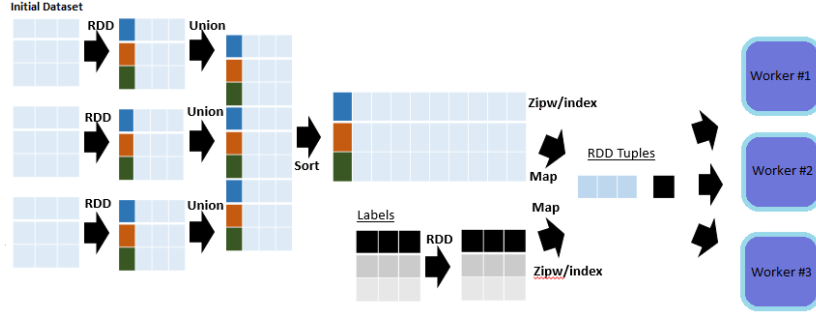 Initial Dataset
RDD
Union
RDD
Union
RDD
Union
Sort
Zipw/index
Map
RDD Tuples
Map
Labels
RDD
Zipw/index
Worker #1
Worker #2
Worker #3